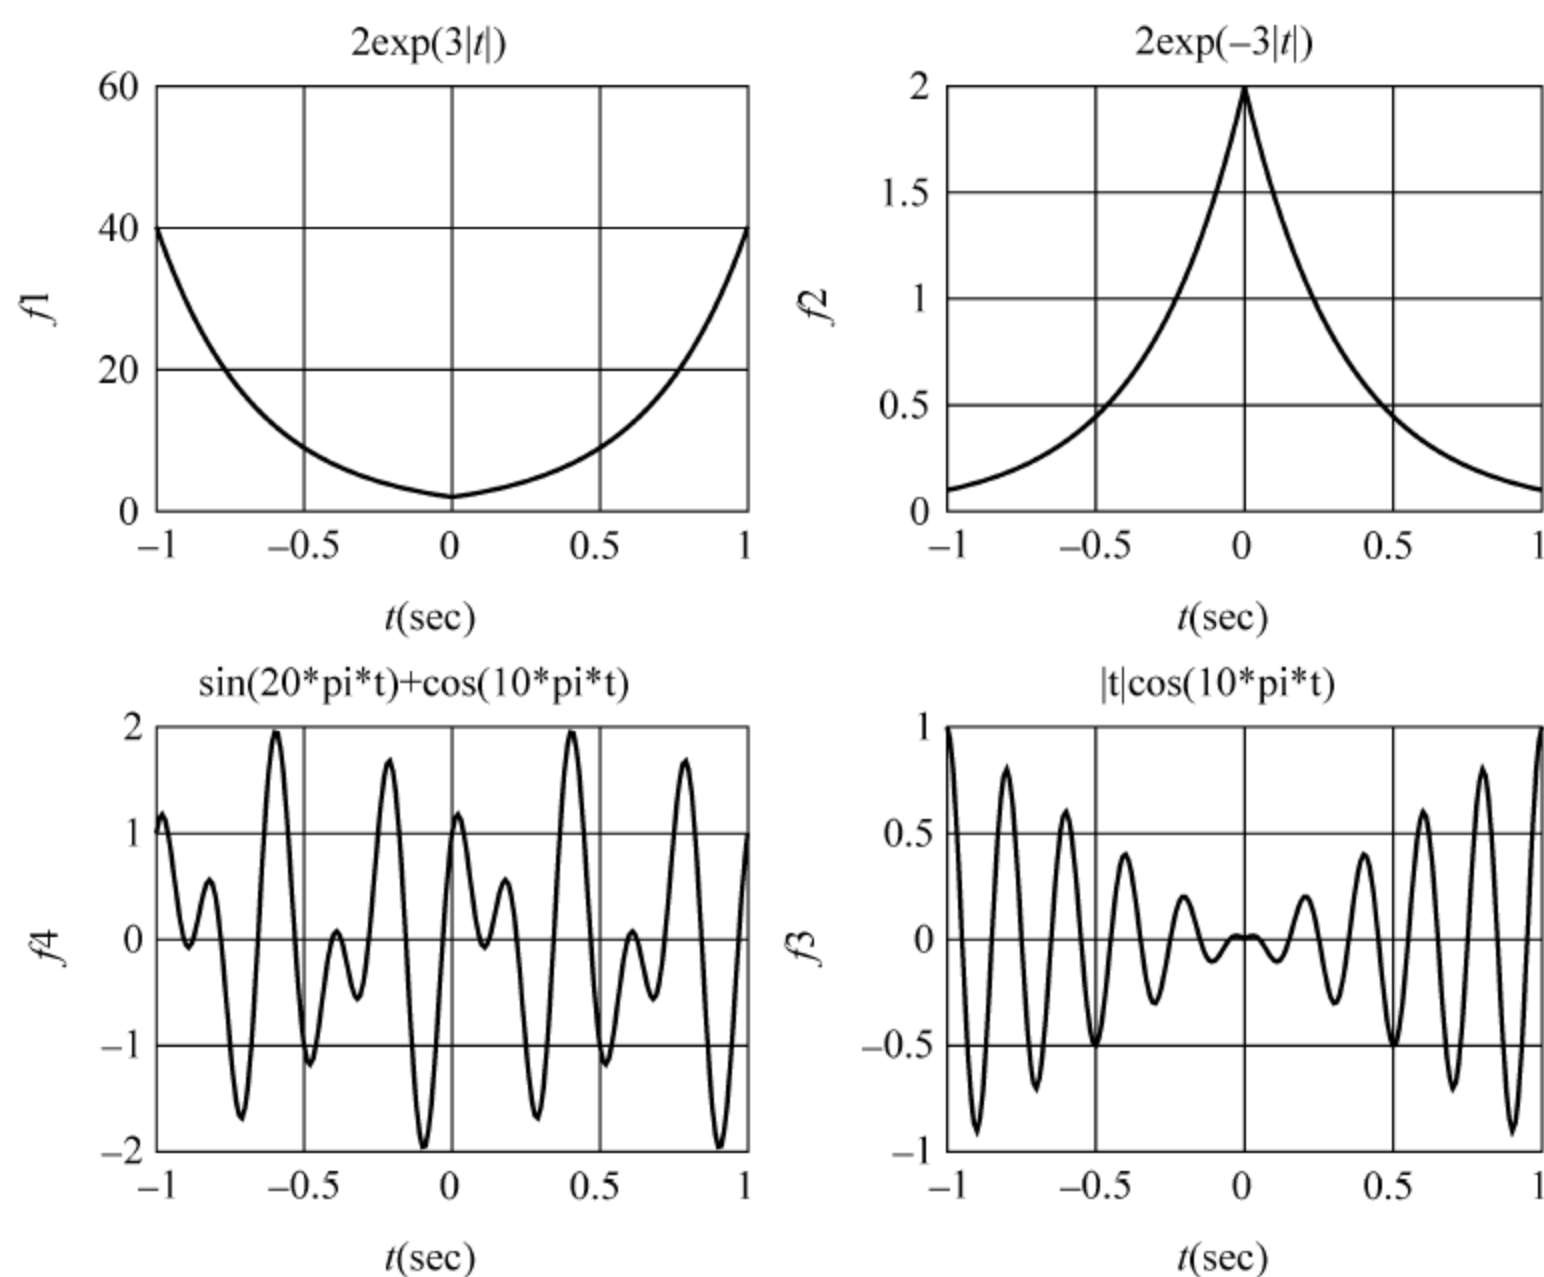 2exp(3|t|)
60
40
20
0
–1 –0.5 0 0.5 1
f1
t(sec)
2exp(–3|t|)
2
1.5
1
0.5
0
–1 –0.5 0 0.5 1
f2
t(sec)
sin(20*pi*t)+cos(10*pi*t)
2
1
0
–1
–2
–1 –0.5 0 0.5 1
f4
t(sec)
|t|cos(10*pi*t)
1
0.5
0
–0.5
–1
–1 –0.5 0 0.5 1
f3
t(sec)